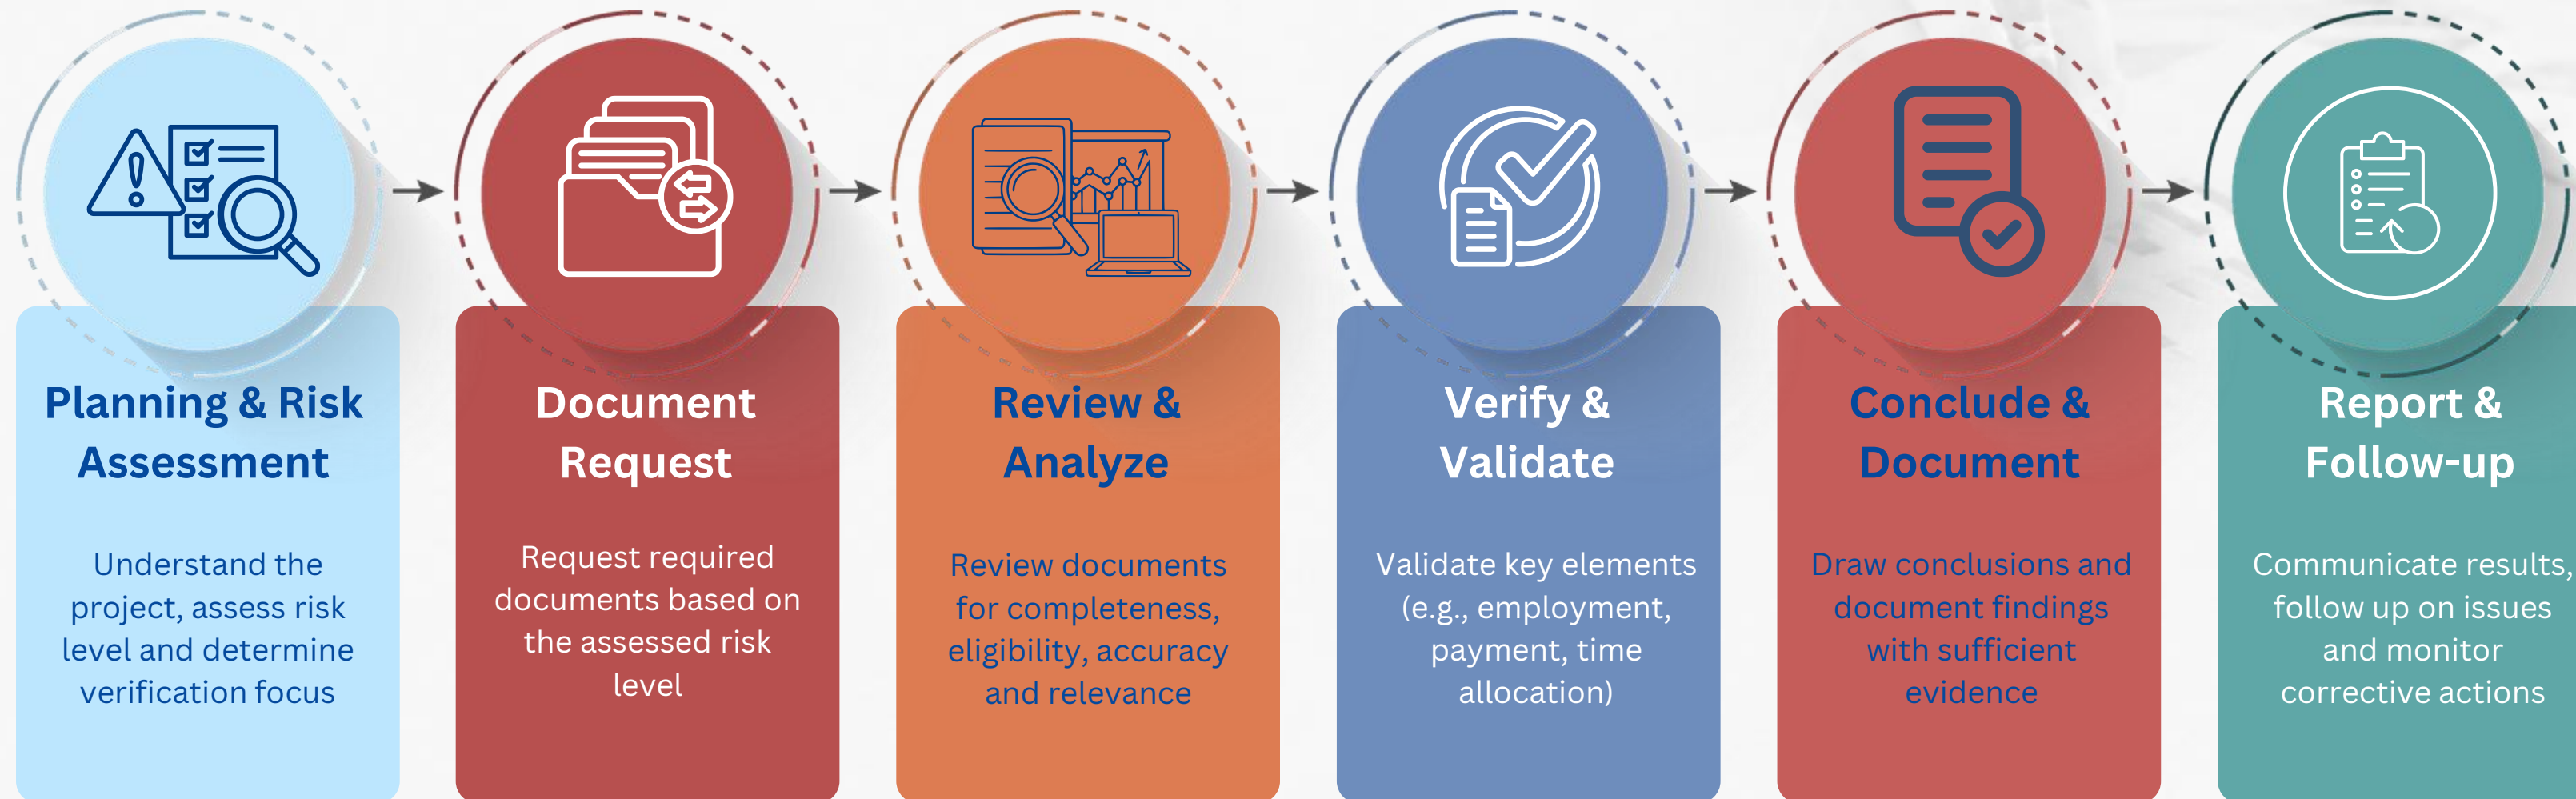 Planning & Risk
Assessment
Understand the
project, assess risk
level and determine
verification focus
Document
Request
Request required
documents based on
the assessed risk
level
Review &
Analyze
Review documents
for completeness,
eligibility, accuracy
and relevance
Verify &
Validate
Validate key elements
(e.g., employment,
payment, time
allocation)
Conclude &
Document
Draw conclusions and
document findings
with sufficient
evidence
Report &
Follow-up
Communicate results,
follow up on issues
and monitor
corrective actions